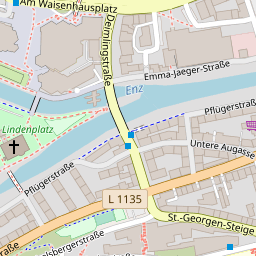 Am Waisenhausplatz
Deimlingstraße
Emma-Jaeger-Straße
Enz
Pflügerstraße
Lindenplatz
Untere Augasse
Pflügerstraße
L 1135
St.-Georgen-Steige